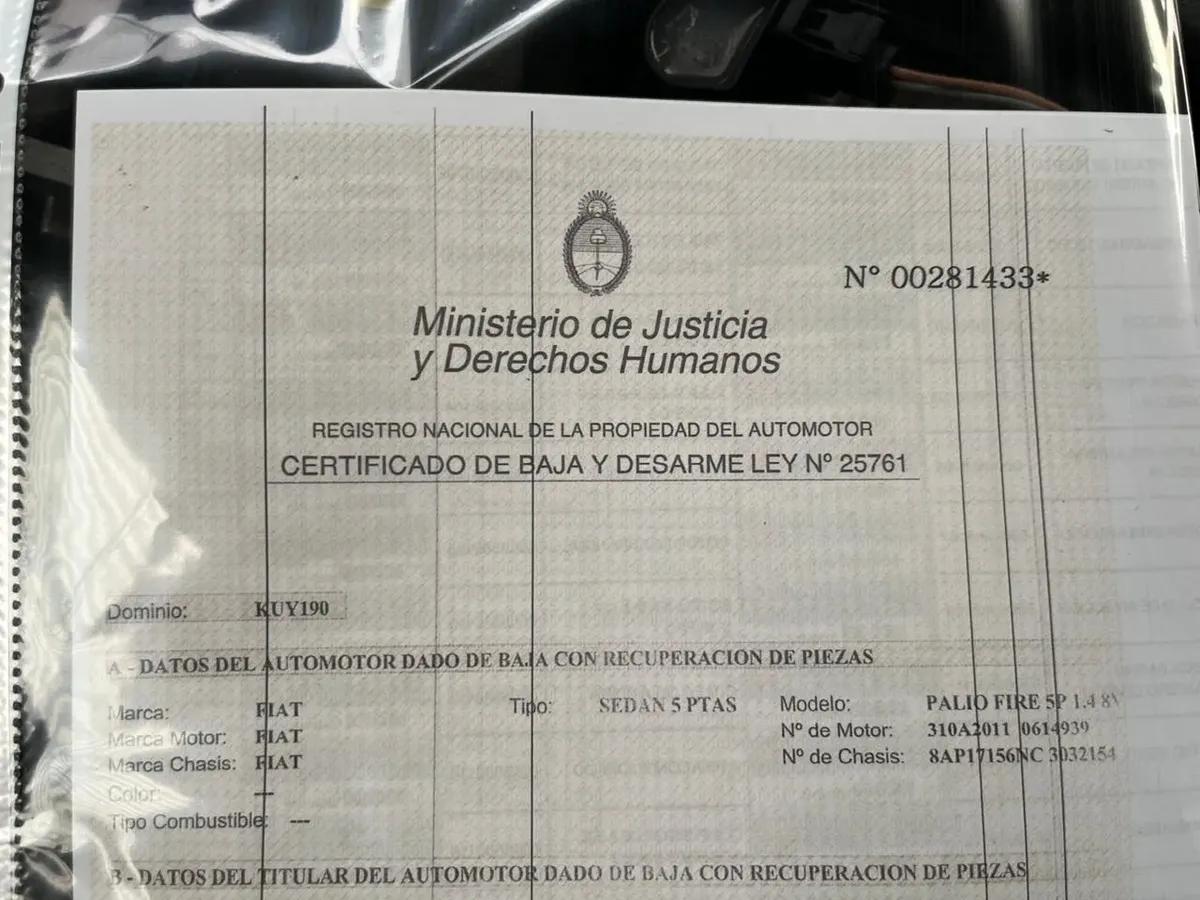 N° 00281433*
Ministerio de Justicia
y Derechos Humanos
REGISTRO NACIONAL DE LA PROPIEDAD DEL AUTOMOTOR
CERTIFICADO DE BAJA Y DESARME LEY Nº 25761
Dominio: KUY190
A - DATOS DEL AUTOMOTOR DADO DE BAJA CON RECUPERACION DE PIEZAS
Marca: FIAT Tipo: SEDAN 5 PTAS Modelo: PALIO FIRE 5P 1.4 8V
Marca Motor: FIAT Nº de Motor: 310A2011 0614939
Marca Chasis: FIAT Nº de Chasis: 8AP17156NC 3032154
Color: ---
Tipo Combustible: ---
B - DATOS DEL TITULAR DEL AUTOMOTOR DADO DE BAJA CON RECUPERACION DE PIEZAS